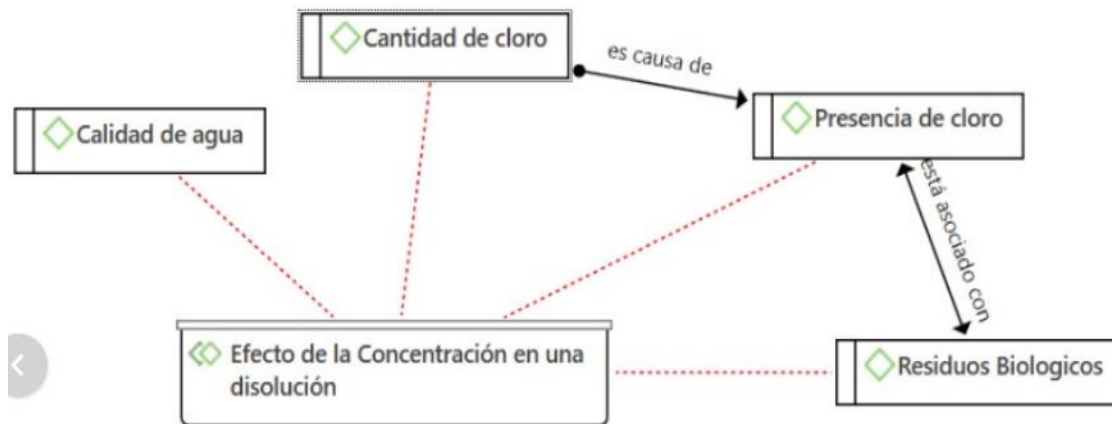 Cantidad de cloro
es causa de
Presencia de cloro
Calidad de agua
está asociado con
Efecto de la Concentración en una
disolución
Residuos Biologicos